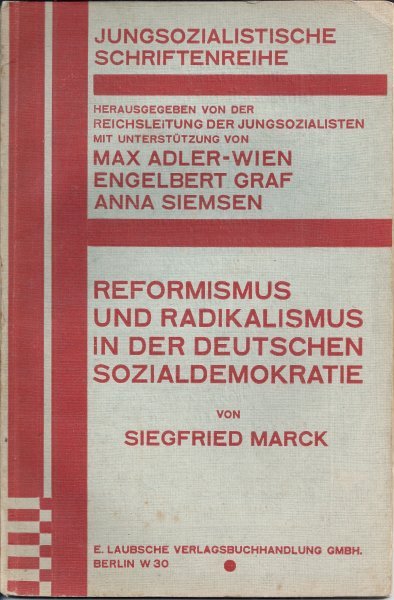 JUNGSOZIALISTISCHE
SCHRIFTENREIHE
HERAUSGEGEBEN VON DER
REICHSLEITUNG DER JUNGSOZIALISTEN
MIT UNTERSTÜTZUNG VON
MAX ADLER-WIEN
ENGELBERT GRAF
ANNA SIEMSEN
REFORMISMUS
UND RADIKALISMUS
IN DER DEUTSCHEN
SOZIALDEMOKRATIE
VON
SIEGFRIED MARCK
E. LAUBSCHE VERLAGSBUCHHANDLUNG GMBH.
BERLIN W 30